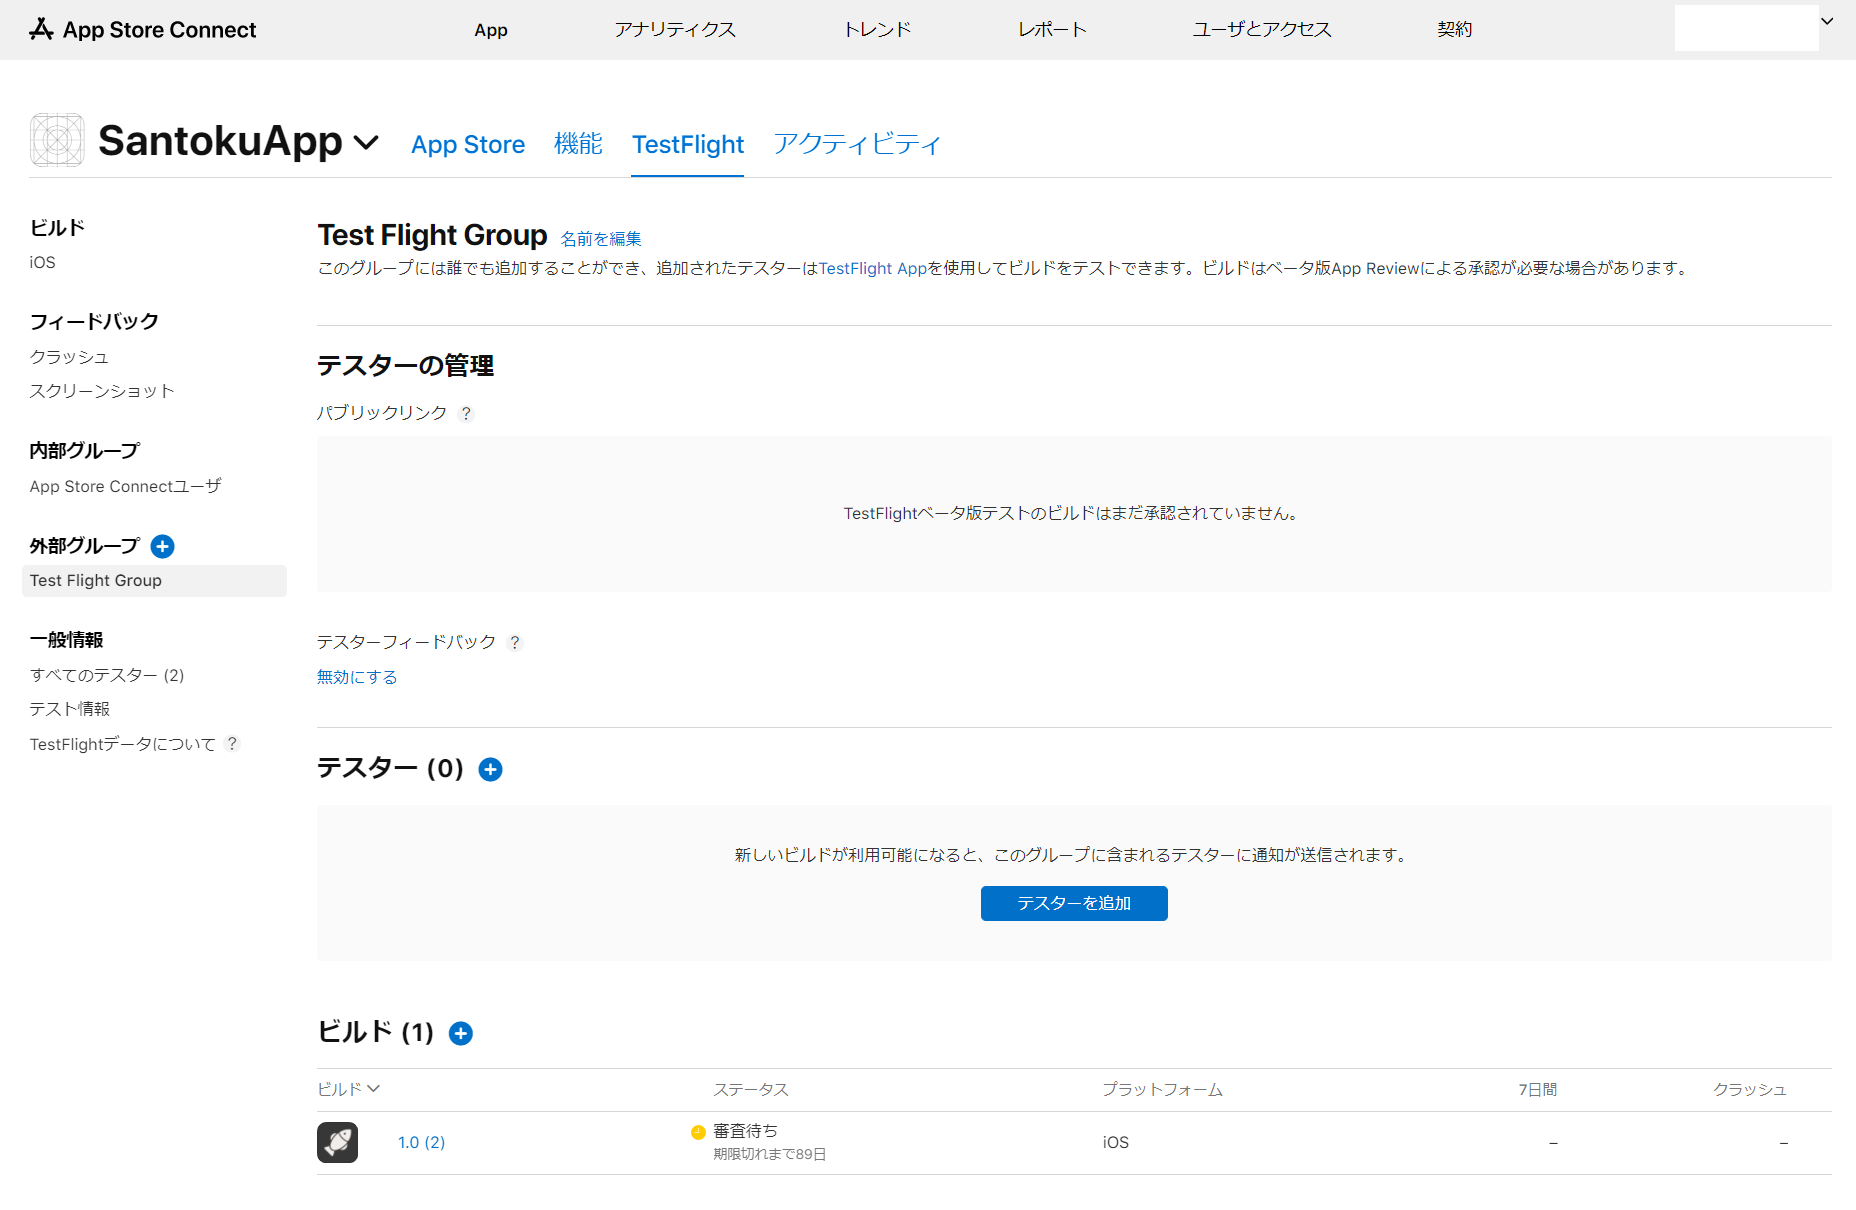 App Store Connect
App
アナリティクス
トレンド
レポート
ユーザとアクセス
契約
SantokuApp
App Store
機能
TestFlight
アクティビティ
ビルド
iOS
フィードバック
クラッシュ
スクリーンショット
内部グループ
App Store Connectユーザ
外部グループ
Test Flight Group
一般情報
すべてのテスター (2)
テスト情報
TestFlightデータについて ?
Test Flight Group 名前を編集
このグループには誰でも追加することができ、追加されたテスターはTestFlight Appを使用してビルドをテストできます。ビルドはベータ版App Reviewによる承認が必要な場合があります。
テスターの管理
パブリックリンク ?
TestFlightベータ版テストのビルドはまだ承認されていません。
テスターフィードバック ?
無効にする
テスター (0)
新しいビルドが利用可能になると、このグループに含まれるテスターに通知が送信されます。
テスターを追加
ビルド (1)
ビルド ステータス プラットフォーム 7日間 クラッシュ
1.0 (2) 審査待ち iOS – –
期限切れまで89日